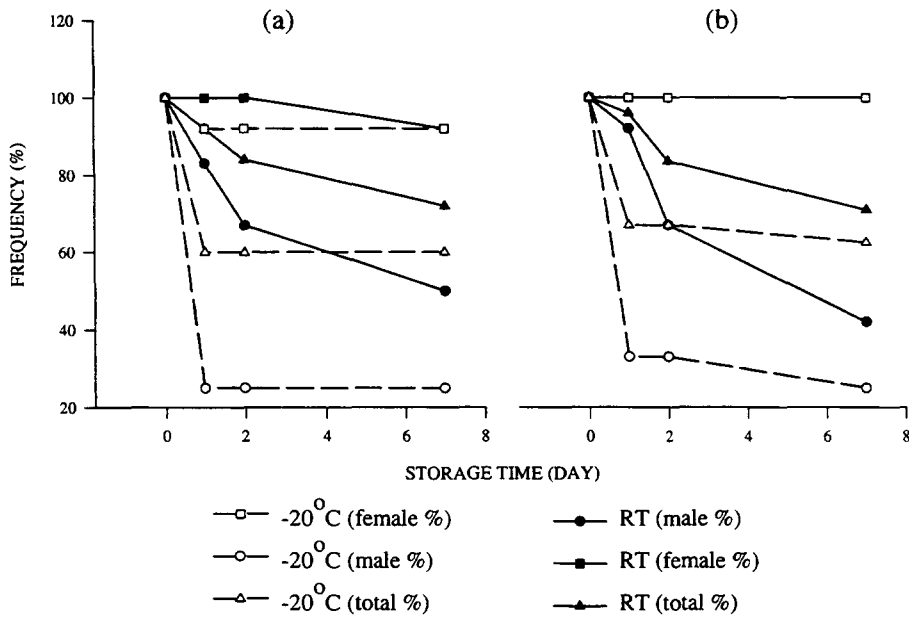 (a)
(b)
120
100
80
60
40
20
FREQUENCY (%)
0 2 4 6 8
0 2 4 6 8
STORAGE TIME (DAY)
-20°C (female %)
-20°C (male %)
-20°C (total %)
RT (male %)
RT (female %)
RT (total %)